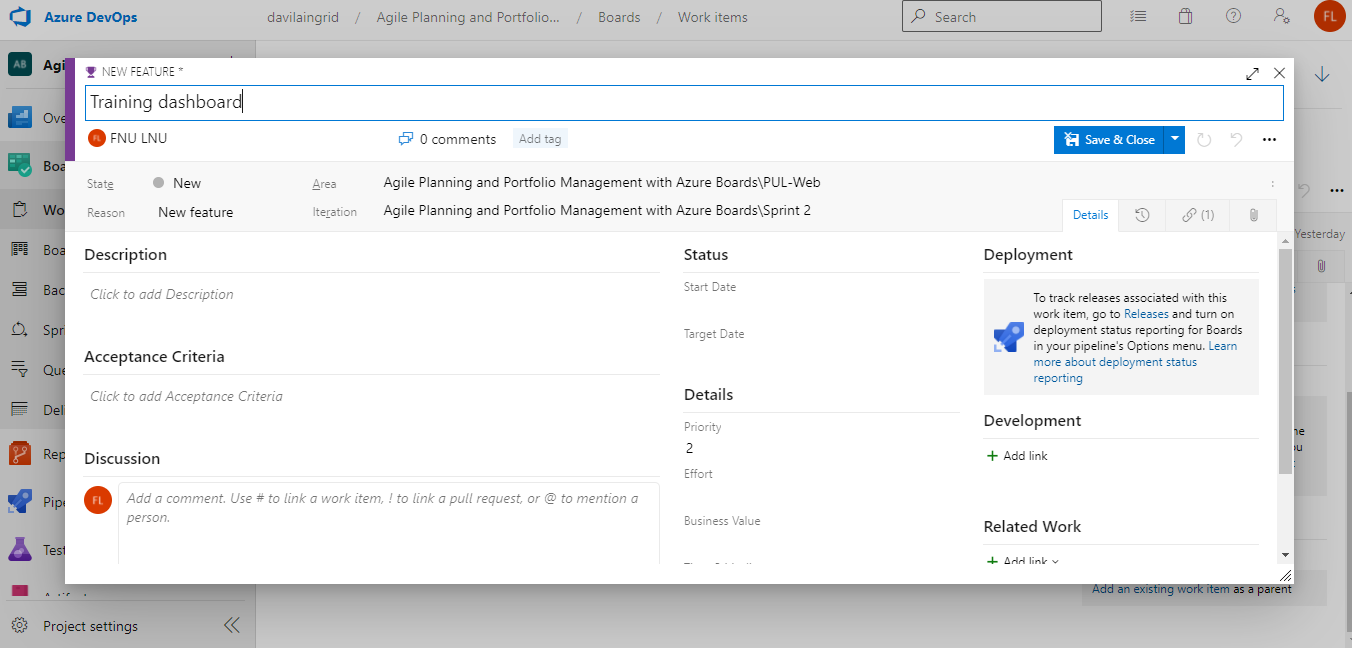 Azure DevOps
davilaingrid / Agile Planning and Portfolio... / Boards / Work items
Search
FL
AB Agi
NEW FEATURE *
Training dashboard
FL FNU LNU
0 comments
Add tag
Save & Close
State New
Area Agile Planning and Portfolio Management with Azure Boards\PUL-Web
Reason New feature
Iteration Agile Planning and Portfolio Management with Azure Boards\Sprint 2
Details
(1)
Description
Click to add Description
Acceptance Criteria
Click to add Acceptance Criteria
Discussion
FL
Add a comment. Use # to link a work item, ! to link a pull request, or @ to mention a
person.
Status
Start Date
Target Date
Details
Priority
2
Effort
Business Value
Deployment
To track releases associated with this
work item, go to Releases and turn on
deployment status reporting for Boards
in your pipeline's Options menu. Learn
more about deployment status
reporting
Development
+ Add link
Related Work
+ Add link
Ove
Boa
Wo
Boa
Bac
Spri
Que
Deli
Rep
Pipe
Test
Project settings
Yesterday
Add an existing work item as a parent